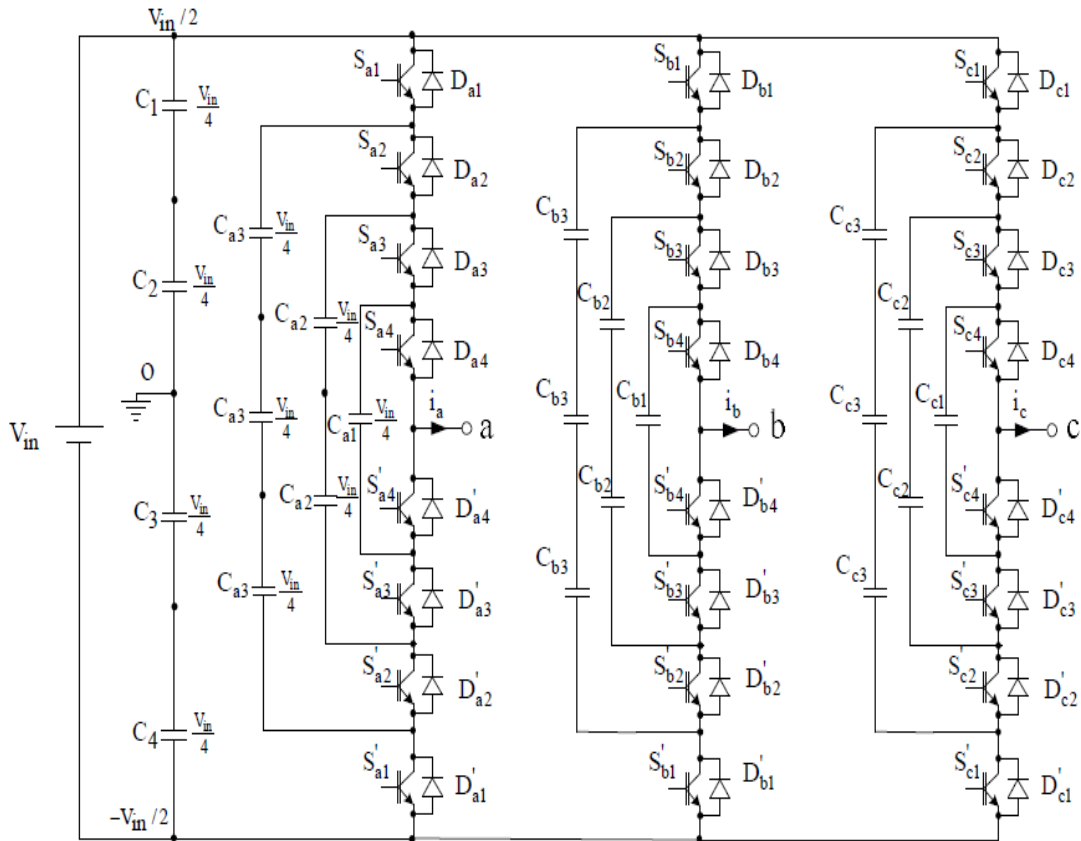 Vin/2
Sa1
Da1
Sb1
Db1
Sc1
Dc1
C1
Vin/4
Sa2
Da2
Sb2
Db2
Sc2
Dc2
Ca3
Vin/4
Cb3
Cc3
Sa3
Da3
Sb3
Db3
Sc3
Dc3
C2
Vin/4
Ca2
Vin/4
Cb2
Cc2
Sa4
Da4
Sb4
Db4
Sc4
Dc4
o
Vin
Ca3
Vin/4
Ca1
Vin/4
ia
a
Cb3
Cb1
ib
b
Cc3
Cc1
ic
c
Ca2
Vin/4
S'a4
D'a4
Cb2
S'b4
D'b4
Cc2
S'c4
D'c4
C3
Vin/4
Ca3
Vin/4
S'a3
D'a3
Cb3
S'b3
D'b3
Cc3
S'c3
D'c3
S'a2
D'a2
S'b2
D'b2
S'c2
D'c2
C4
Vin/4
S'a1
D'a1
S'b1
D'b1
S'c1
D'c1
−Vin/2